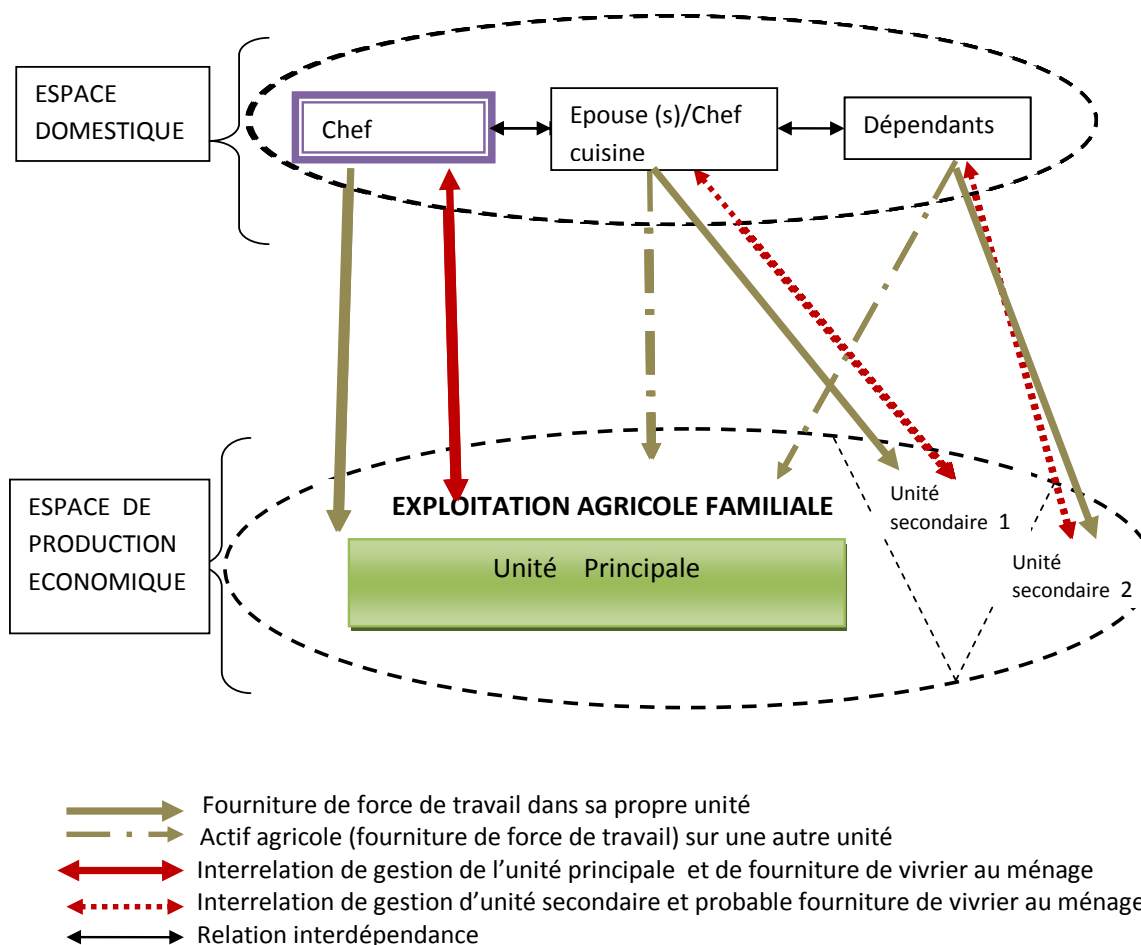 ESPACE
DOMESTIQUE
Chef
Epouse (s)/Chef
cuisine
Dépendants
ESPACE DE
PRODUCTION
ECONOMIQUE
EXPLOITATION AGRICOLE FAMILIALE
Unité Principale
Unité
secondaire 1
Unité
secondaire 2
Fourniture de force de travail dans sa propre unité
Actif agricole (fourniture de force de travail) sur une autre unité
Interrelation de gestion de l’unité principale et de fourniture de vivrier au ménage
Interrelation de gestion d’unité secondaire et probable fourniture de vivrier au ménage
Relation interdépendance